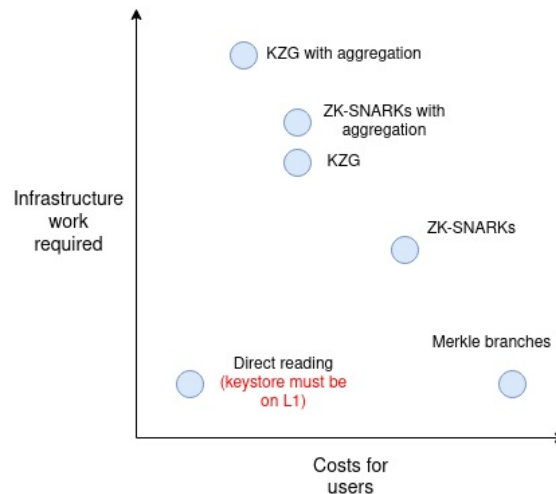 KZG with aggregation
ZK-SNARKs with
aggregation
KZG
Infrastructure
work
required
ZK-SNARKs
Merkle branches
Direct reading
(keystore must be
on L1)
Costs for
users